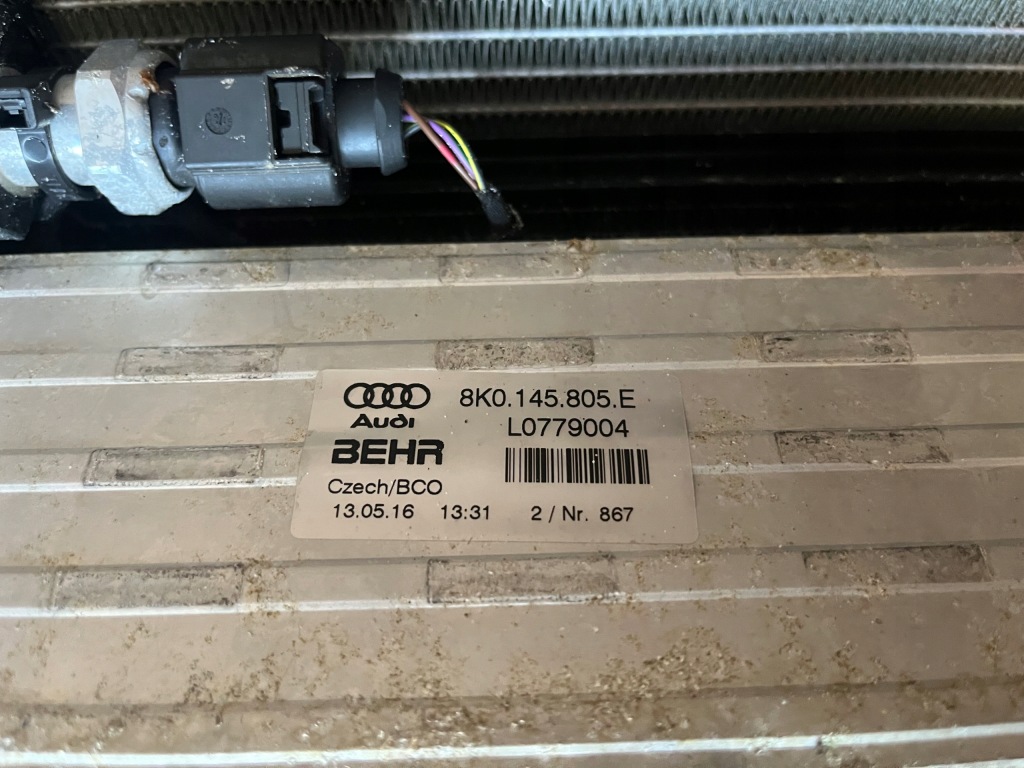 Audi 8K0.145.805.E
L0779004
BEHR
Czech/BCO
13.05.16 13:31 2 / Nr. 867